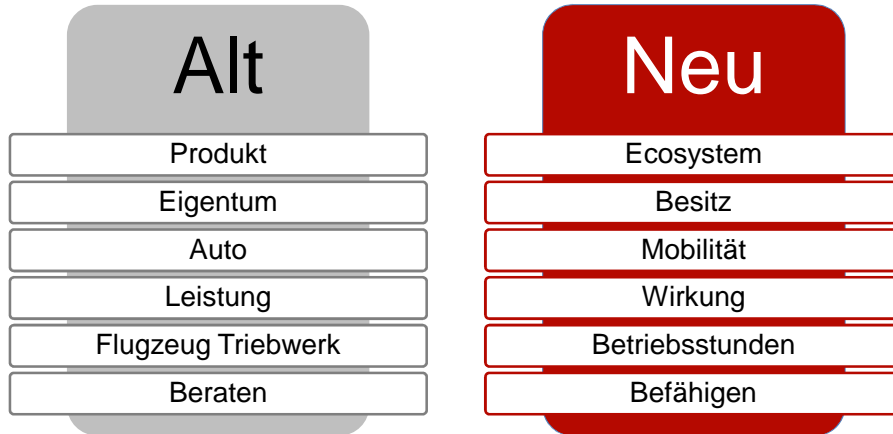 Alt
Produkt
Eigentum
Auto
Leistung
Flugzeug Triebwerk
Beraten
Neu
Ecosystem
Besitz
Mobilität
Wirkung
Betriebsstunden
Befähigen